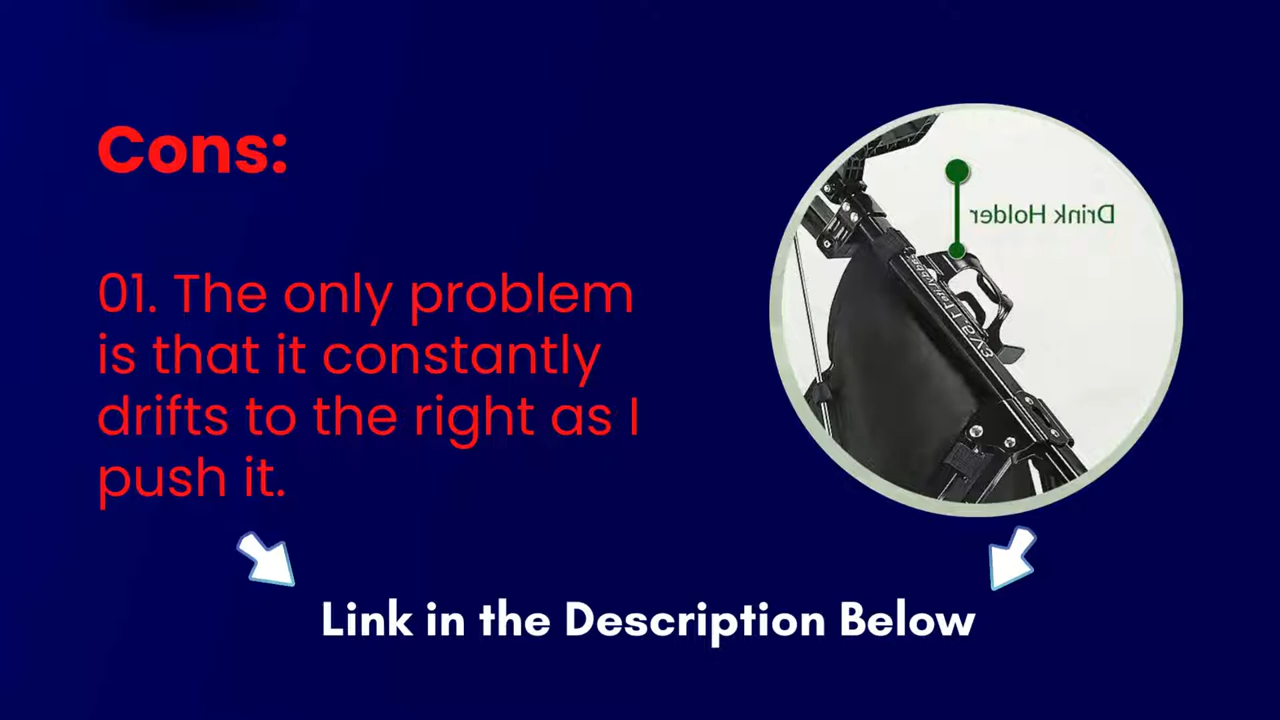 Cons:
01. The only problem
is that it constantly
drifts to the right as I
push it.
Drink Holder
Link in the Description Below